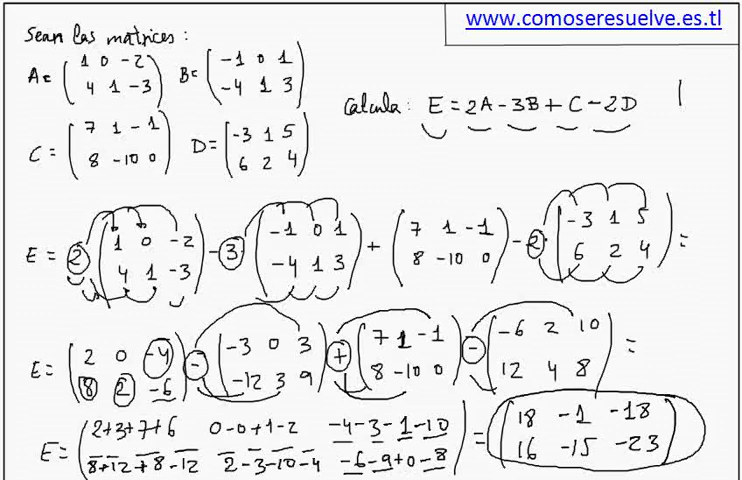 www.comoseresuelve.es.tl
Sean las matrices:
A= ( 1 0 -2 ) B= ( -1 0 1 )
( 4 1 -3 ) ( -4 1 3 )
Calcula: E = 2A - 3B + C - 2D
C = ( 7 1 -1 ) D= ( -3 1 5 )
( 8 -10 0 ) ( 6 2 4 )
E = 2 ( 1 0 -2 ) - 3 ( -1 0 1 ) + ( 7 1 -1 ) - 2 ( -3 1 5 ) =
( 4 1 -3 ) ( -4 1 3 ) ( 8 -10 0 ) ( 6 2 4 )
E = ( 2 0 -4 ) - ( -3 0 3 ) + ( 7 1 -1 ) - ( -6 2 10 ) =
( 8 2 -6 ) ( -12 3 9 ) ( 8 -10 0 ) ( 12 4 8 )
E = ( 2+3+7+6 0-0+1-2 -4-3-1-10 ) = ( 18 -1 -18 )
( 8+12+8-12 2-3-10-4 -6-9+0-8 ) ( 16 -15 -23 )